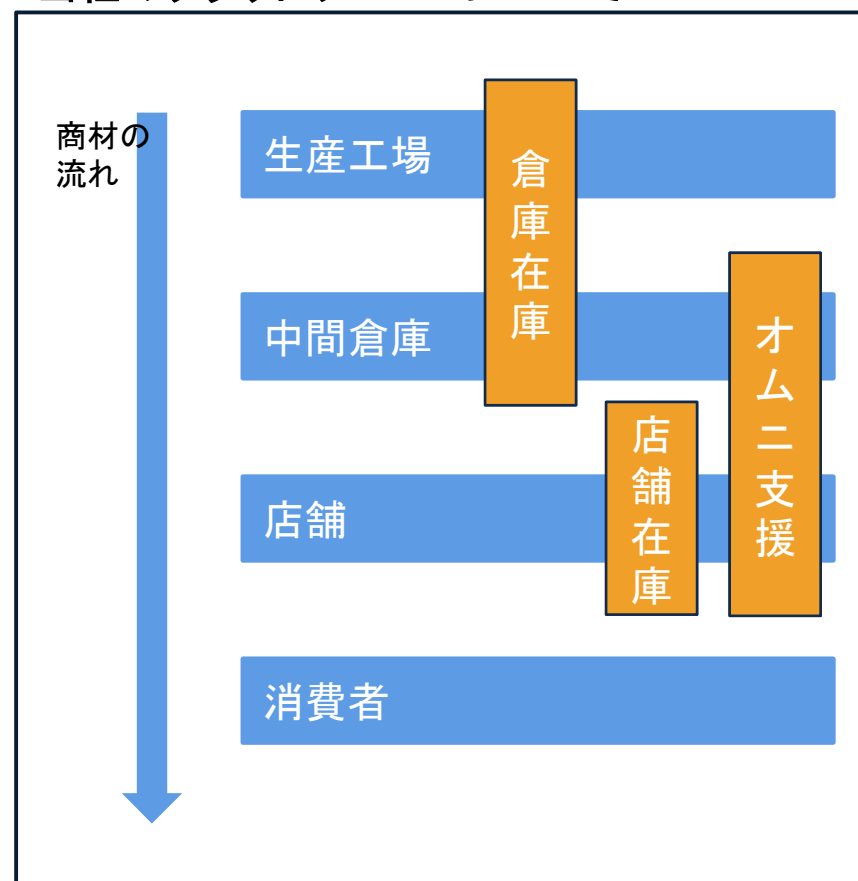 商材の
流れ
生産工場
倉庫在庫
中間倉庫
オムニ支援
店舗在庫
店舗
消費者